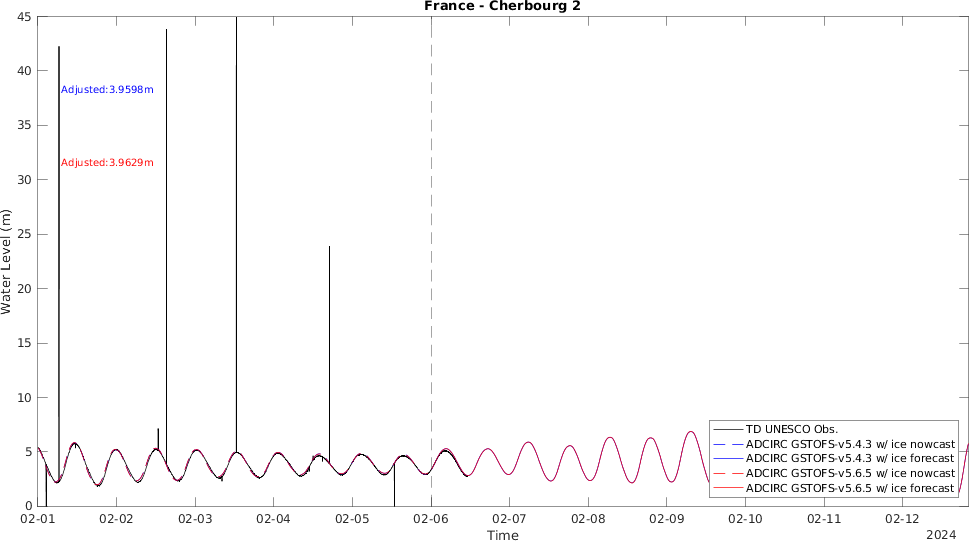 France - Cherbourg 2
Water Level (m)
45
40
35
30
25
20
15
10
5
0
Adjusted:3.9598m
Adjusted:3.9629m
TD UNESCO Obs.
ADCIRC GSTOFS-v5.4.3 w/ ice nowcast
ADCIRC GSTOFS-v5.4.3 w/ ice forecast
ADCIRC GSTOFS-v5.6.5 w/ ice nowcast
ADCIRC GSTOFS-v5.6.5 w/ ice forecast
02-01 02-02 02-03 02-04 02-05 02-06 02-07 02-08 02-09 02-10 02-11 02-12
Time
2024